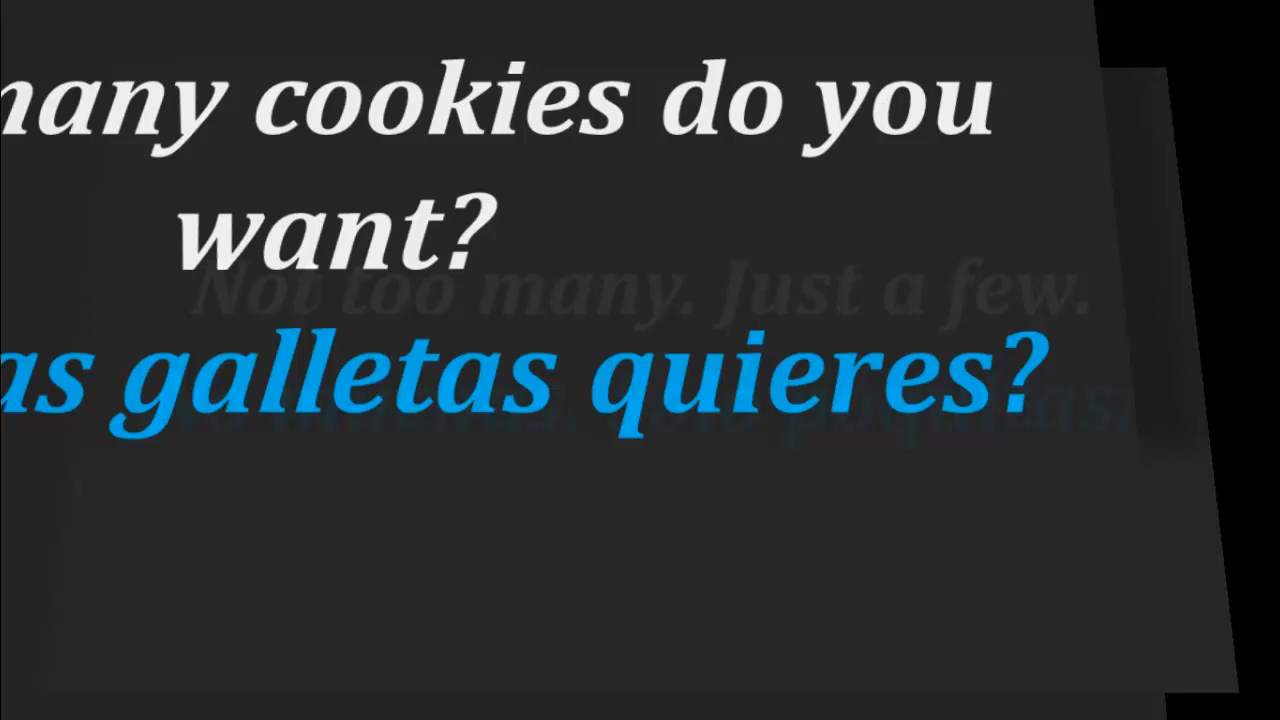 many cookies do you
want?
Not too many. Just a few.
as galletas quieres?